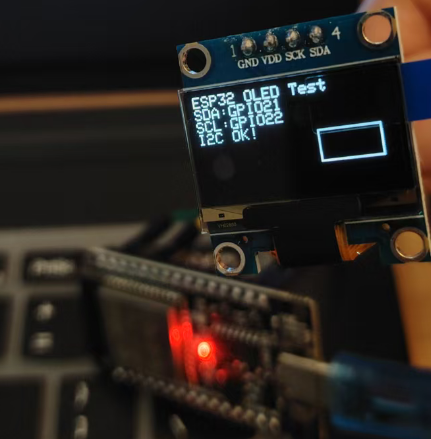 1 4
GND VDD SCK SDA
ESP32 OLED Test
SDA:GPIO21
SCL:GPIO22
I2C OK!